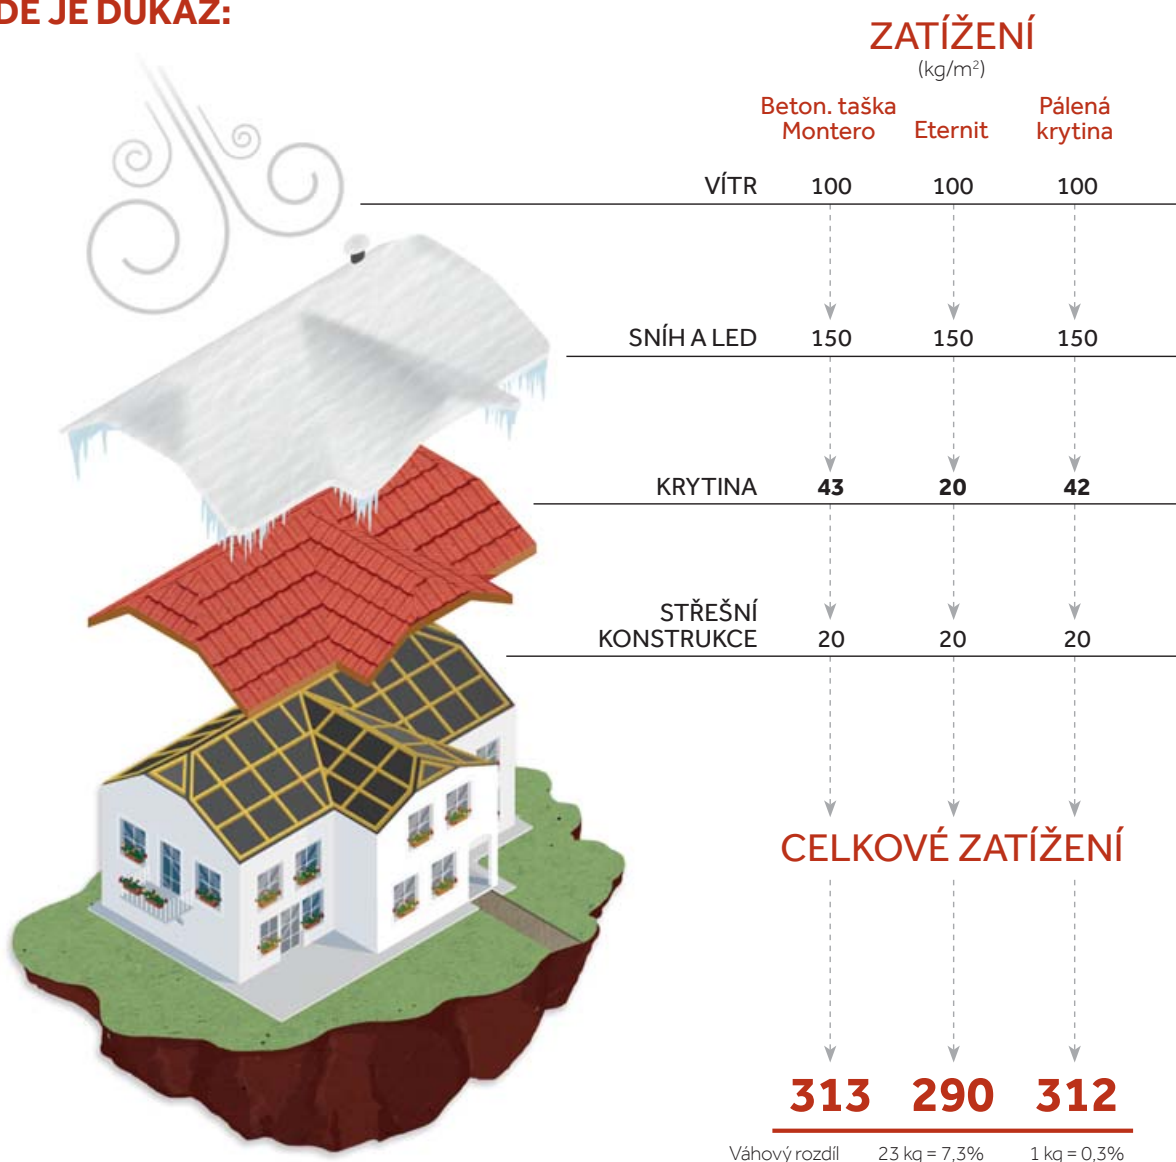 DE JE DŮKAZ:
ZATÍŽENÍ
(kg/m²)
Beton. taška Montero
Eternit
Pálená krytina
VÍTR 100 100 100
SNÍH A LED 150 150 150
KRYTINA 43 20 42
STŘEŠNÍ
KONSTRUKCE 20 20 20
CELKOVÉ ZATÍŽENÍ
313 290 312
Váhový rozdíl 23 kg = 7,3% 1 kg = 0,3%